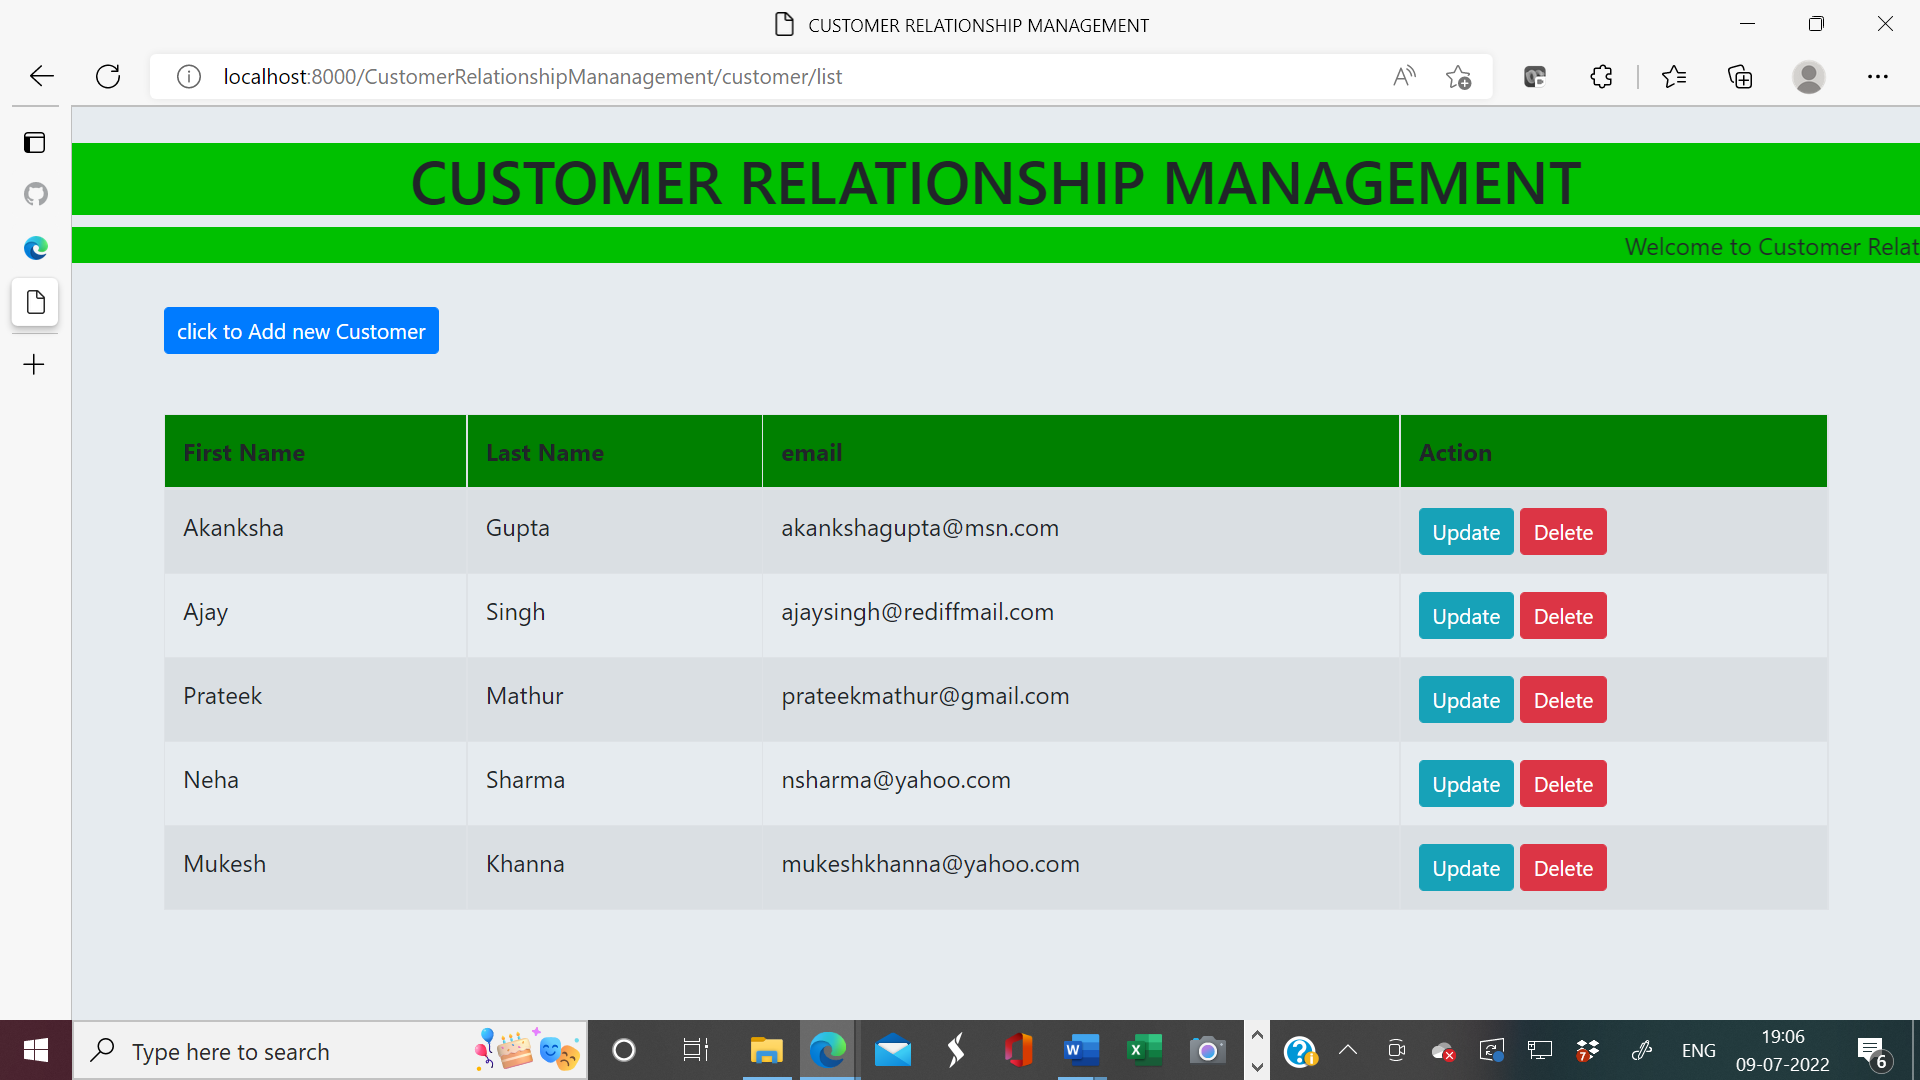 CUSTOMER RELATIONSHIP MANAGEMENT
localhost:8000/CustomerRelationshipMananagement/customer/list
CUSTOMER RELATIONSHIP MANAGEMENT
Welcome to Customer Relat
click to Add new Customer
First Name Last Name email Action
Akanksha Gupta akankshagupta@msn.com Update Delete
Ajay Singh ajaysingh@rediffmail.com Update Delete
Prateek Mathur prateekmathur@gmail.com Update Delete
Neha Sharma nsharma@yahoo.com Update Delete
Mukesh Khanna mukeshkhanna@yahoo.com Update Delete
Type here to search
ENG
19:06
09-07-2022
6
7